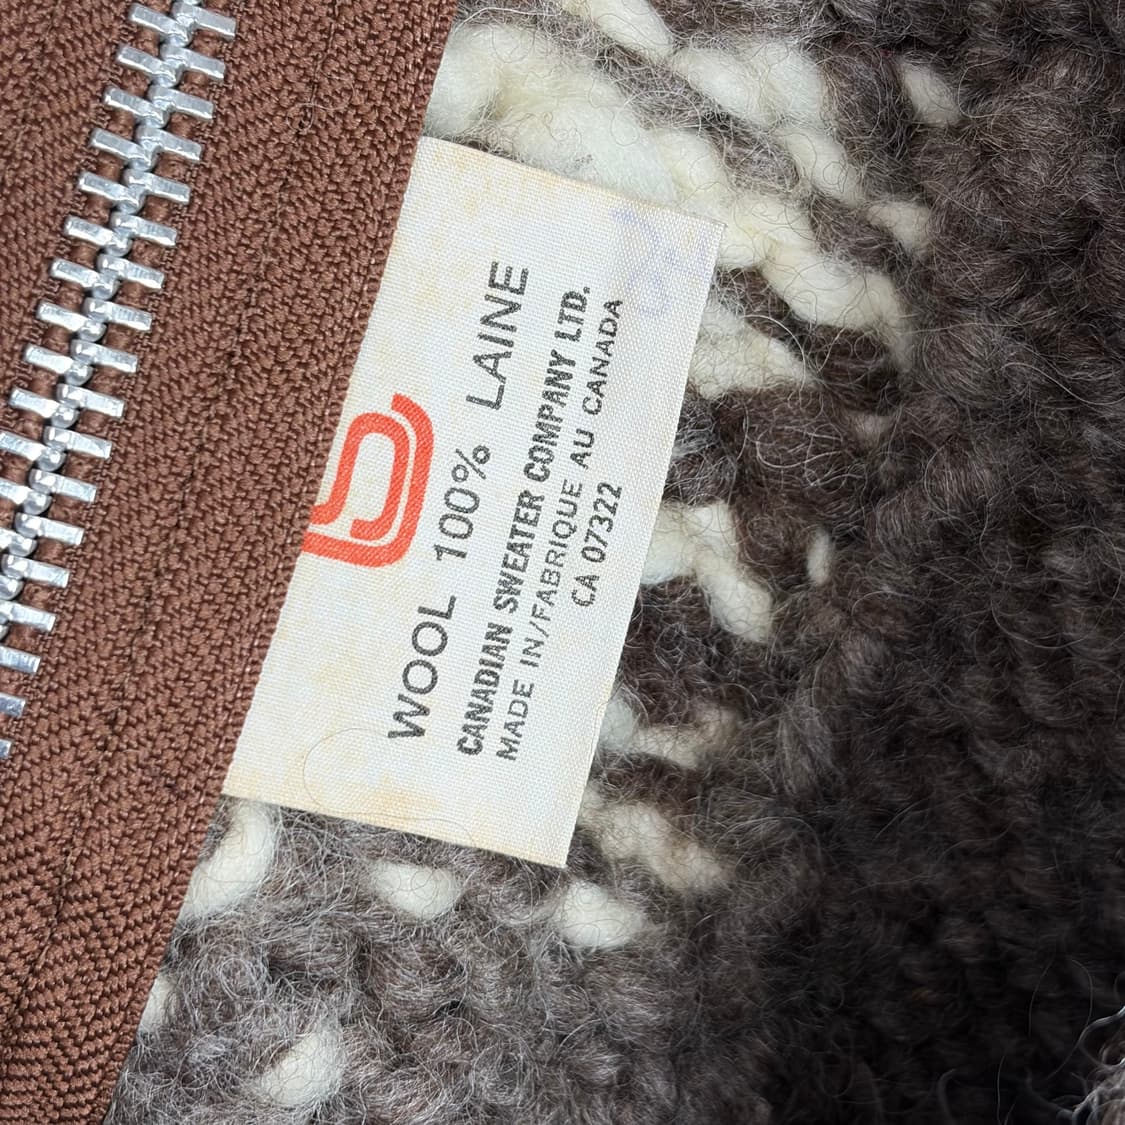 WOOL 100% LAINE
CANADIAN SWEATER COMPANY LTD.
MADE IN/FABRIQUE AU CANADA
CA 07322